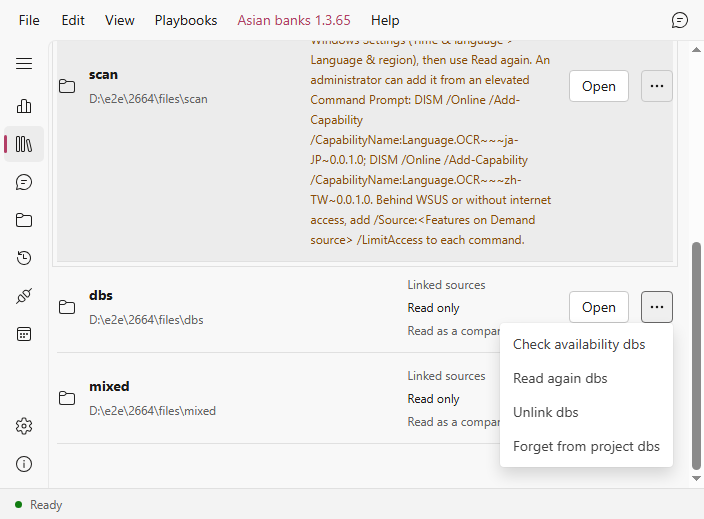 File Edit View Playbooks Asian banks 1.3.65 Help
Windows Settings (Time & language >
Language & region), then use Read again. An
administrator can add it from an elevated
Command Prompt: DISM /Online /Add-
Capability
/CapabilityName:Language.OCR~~~ja-
JP~0.0.1.0; DISM /Online /Add-Capability
/CapabilityName:Language.OCR~~~zh-
TW~0.0.1.0. Behind WSUS or without internet
access, add /Source:<Features on Demand
source> /LimitAccess to each command.
scan
D:\e2e\2664\files\scan
Open
dbs
D:\e2e\2664\files\dbs
Linked sources
Read only
Read as a compar
Open
Check availability dbs
Read again dbs
Unlink dbs
Forget from project dbs
mixed
D:\e2e\2664\files\mixed
Linked sources
Read only
Read as a compar
Ready